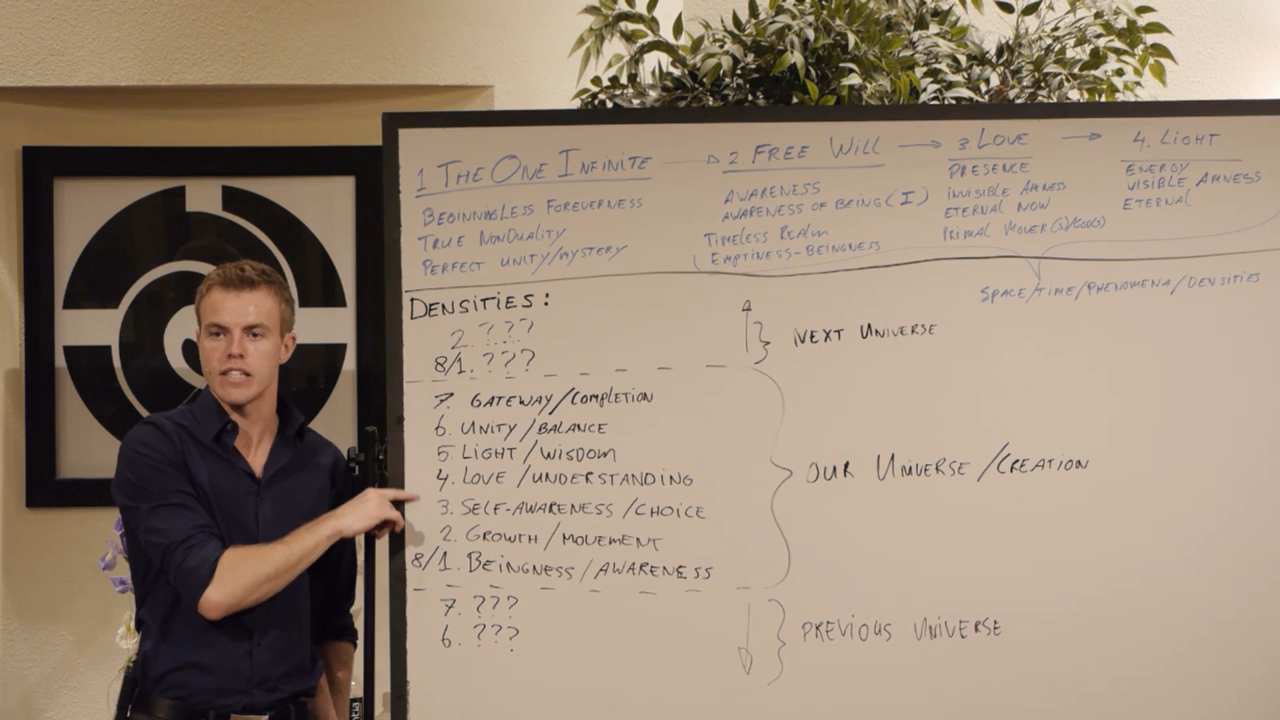 1 THE ONE INFINITE → 2. FREE WILL → 3. LOVE → 4. LIGHT
BEGINNINGLESS FOREVERNESS
TRUE NONDUALITY
PERFECT UNITY/MYSTERY
AWARENESS
AWARENESS OF BEING (I)
TIMELESS REALM
EMPTINESS-BEINGNESS
PRESENCE
INVISIBLE AMNESS
ETERNAL NOW
PRIMAL MOVER(S)/GOD(S)
ENERGY
VISIBLE AMNESS
ETERNAL
SPACE/TIME/PHENOMENA/DENSITIES
DENSITIES:
2. ???
8/1. ???
NEXT UNIVERSE
7. GATEWAY/COMPLETION
6. UNITY/BALANCE
5. LIGHT/WISDOM
4. LOVE/UNDERSTANDING
3. SELF-AWARENESS/CHOICE
2. GROWTH/MOVEMENT
8/1. BEINGNESS/AWARENESS
OUR UNIVERSE/CREATION
7. ???
6. ???
PREVIOUS UNIVERSE